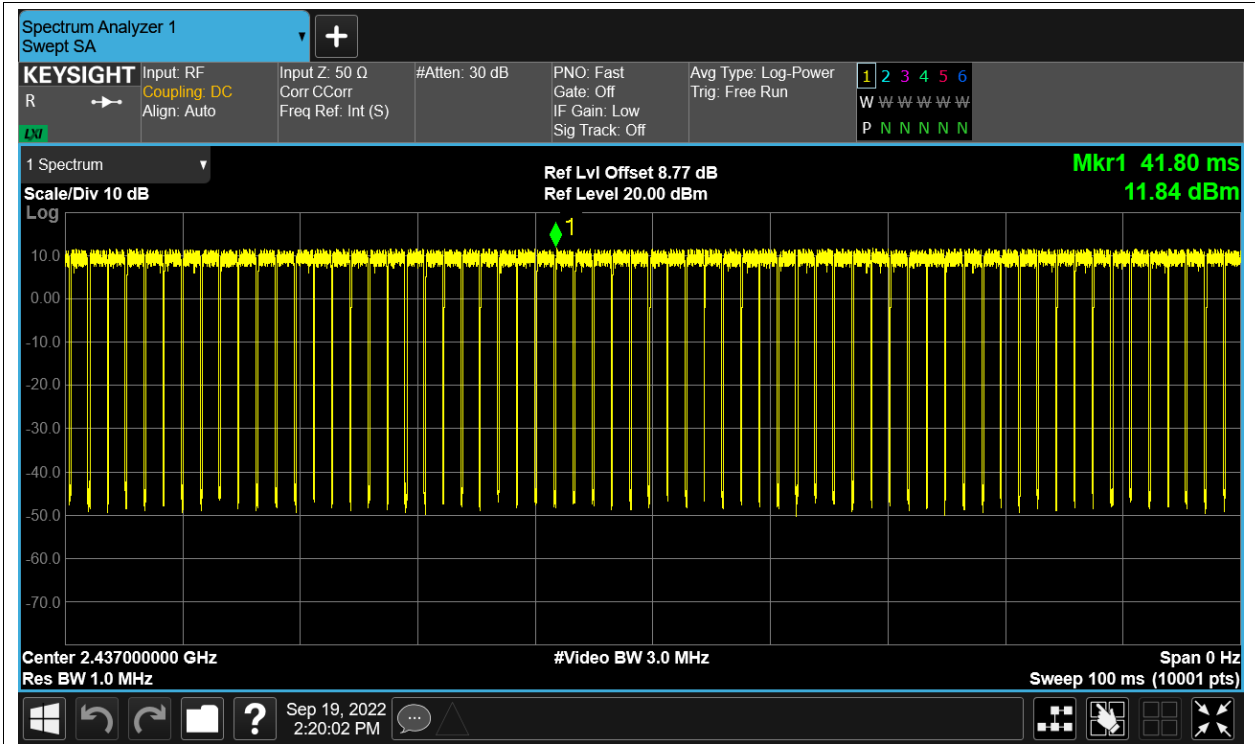 Spectrum Analyzer 1
Swept SA
KEYSIGHT
R
LXI
Input: RF
Coupling: DC
Align: Auto
Input Z: 50 Ω
Corr CCorr
Freq Ref: Int (S)
#Atten: 30 dB
PNO: Fast
Gate: Off
IF Gain: Low
Sig Track: Off
Avg Type: Log-Power
Trig: Free Run
1 2 3 4 5 6
W W W W W W
P N N N N N
1 Spectrum
Scale/Div 10 dB
Log
Ref Lvl Offset 8.77 dB
Ref Level 20.00 dBm
Mkr1 41.80 ms
11.84 dBm
1
10.0
0.00
-10.0
-20.0
-30.0
-40.0
-50.0
-60.0
-70.0
Center 2.437000000 GHz
Res BW 1.0 MHz
#Video BW 3.0 MHz
Span 0 Hz
Sweep 100 ms (10001 pts)
?
Sep 19, 2022
2:20:02 PM